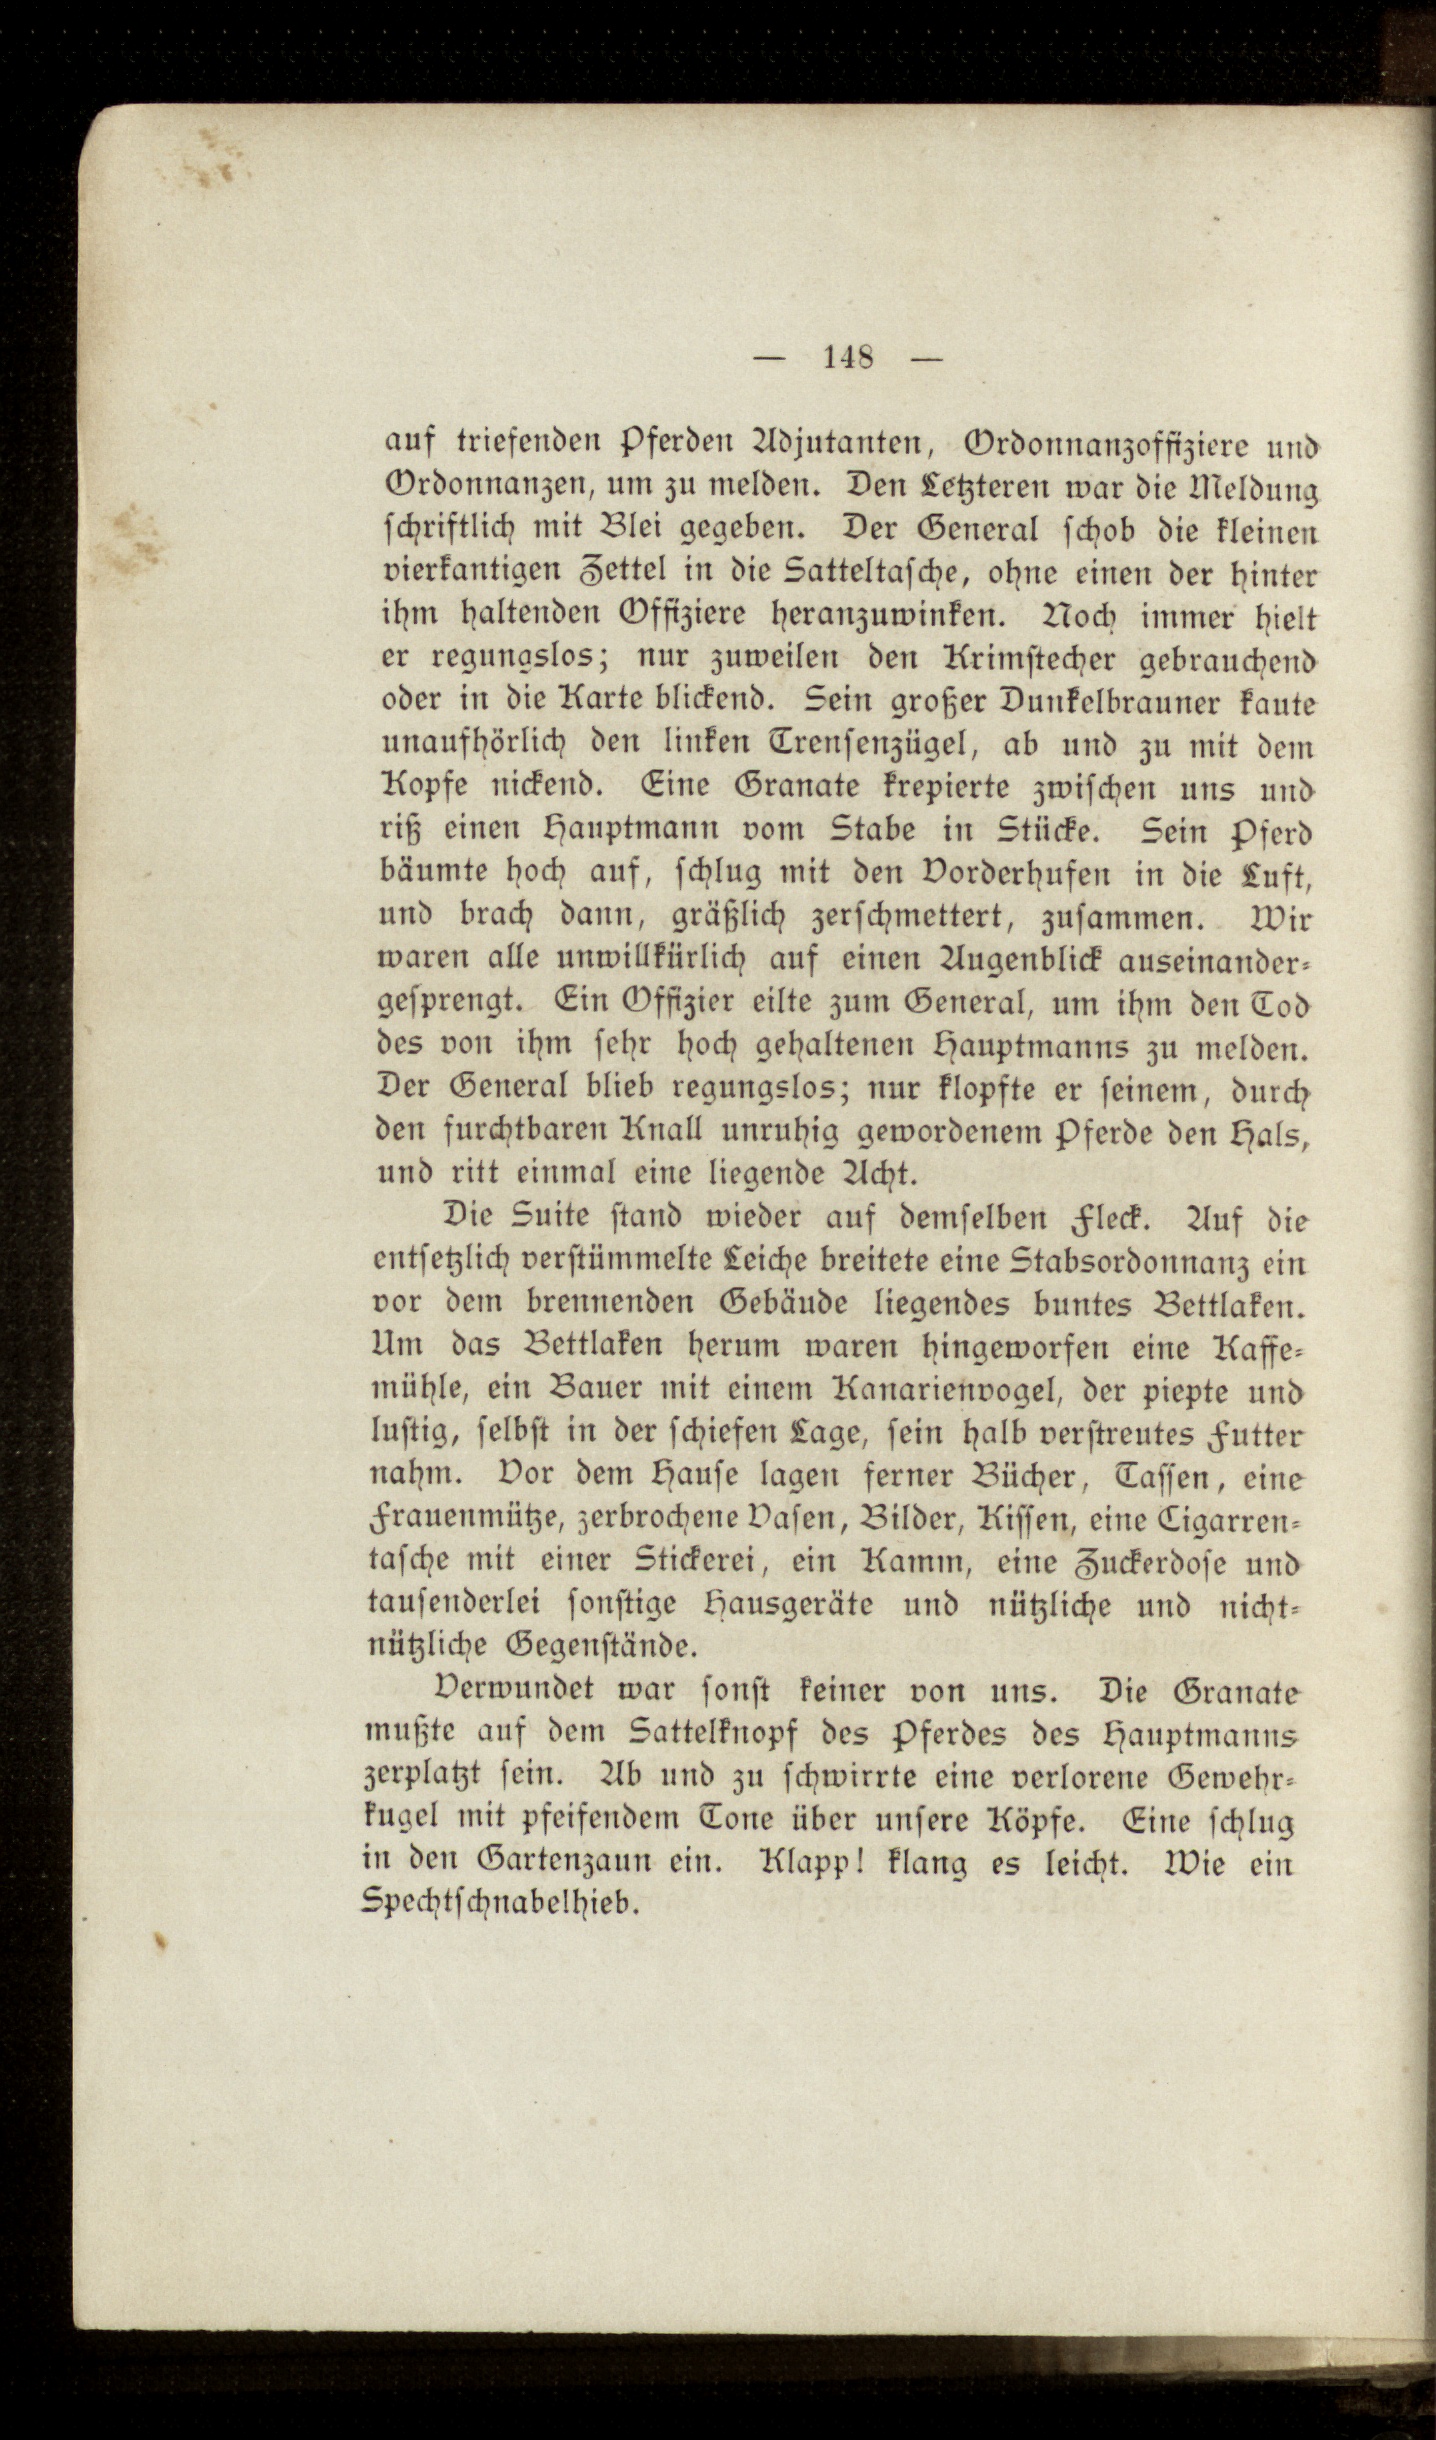 — 148 —
auf triefenden Pferden Adjutanten, Ordonnanzoffiziere und
Ordonnanzen, um zu melden. Den Letzteren war die Meldung
schriftlich mit Blei gegeben. Der General schob die kleinen
vierkantigen Zettel in die Satteltasche, ohne einen der hinter
ihm haltenden Offiziere heranzuwinken. Noch immer hielt
er regungslos; nur zuweilen den Krimstecher gebrauchend
oder in die Karte blickend. Sein großer Dunkelbrauner kaute
unaufhörlich den linken Trensenzügel, ab und zu mit dem
Kopfe nickend. Eine Granate krepierte zwischen uns und
riß einen Hauptmann vom Stabe in Stücke. Sein Pferd
bäumte hoch auf, schlug mit den Vorderhufen in die Luft,
und brach dann, gräßlich zerschmettert, zusammen. Wir
waren alle unwillkürlich auf einen Augenblick auseinander-
gesprengt. Ein Offizier eilte zum General, um ihm den Tod
des von ihm sehr hoch gehaltenen Hauptmanns zu melden.
Der General blieb regungslos; nur klopfte er seinem, durch
den furchtbaren Knall unruhig gewordenem Pferde den Hals,
und ritt einmal eine liegende Acht.
Die Suite stand wieder auf demselben Fleck. Auf die
entsetzlich verstümmelte Leiche breitete eine Stabsordonnanz ein
vor dem brennenden Gebäude liegendes buntes Bettlaken.
Um das Bettlaken herum waren hingeworfen eine Kaffe-
mühle, ein Bauer mit einem Kanarienvogel, der piepte und
lustig, selbst in der schiefen Lage, sein halb verstreutes Futter
nahm. Vor dem Hause lagen ferner Bücher, Tassen, eine
Frauenmütze, zerbrochene Vasen, Bilder, Kissen, eine Cigarren-
tasche mit einer Stickerei, ein Kamm, eine Zuckerdose und
tausenderlei sonstige Hausgeräte und nützliche und nicht-
nützliche Gegenstände.
Verwundet war sonst keiner von uns. Die Granate
mußte auf dem Sattelknopf des Pferdes des Hauptmanns
zerplatzt sein. Ab und zu schwirrte eine verlorene Gewehr-
kugel mit pfeifendem Tone über unsere Köpfe. Eine schlug
in den Gartenzaun ein. Klapp! klang es leicht. Wie ein
Spechtschnabelhieb.